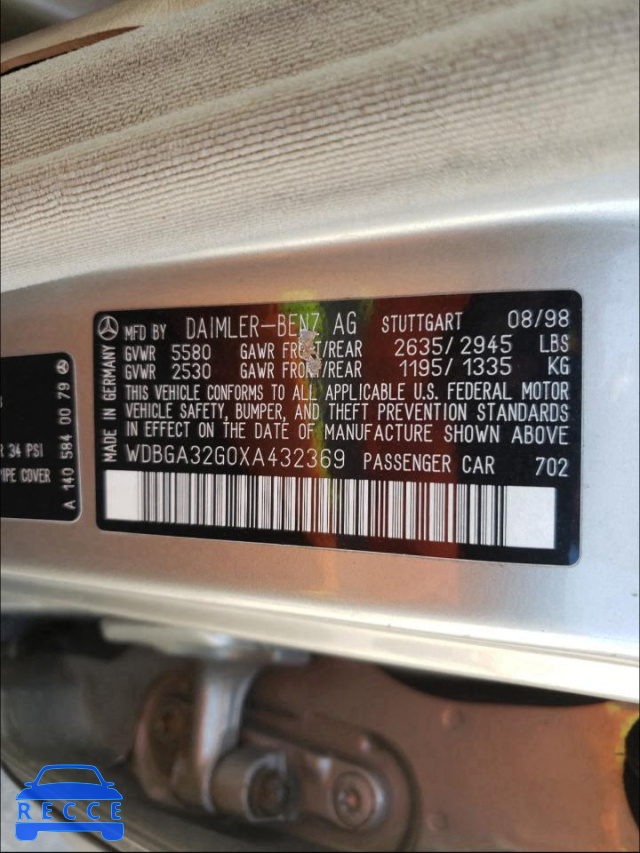 MFD BY DAIMLER-BENZ AG STUTTGART 08/98
GVWR 5580 GAWR FRONT/REAR 2635/2945 LBS
GVWR 2530 GAWR FRONT/REAR 1195/1335 KG
THIS VEHICLE CONFORMS TO ALL APPLICABLE U.S. FEDERAL MOTOR
VEHICLE SAFETY, BUMPER, AND THEFT PREVENTION STANDARDS
IN EFFECT ON THE DATE OF MANUFACTURE SHOWN ABOVE.
WDBGA32G0XA432369 PASSENGER CAR 702
MADE IN GERMANY
A 140 584 00 79
R 34 PSI
IPE COVER
RECCE